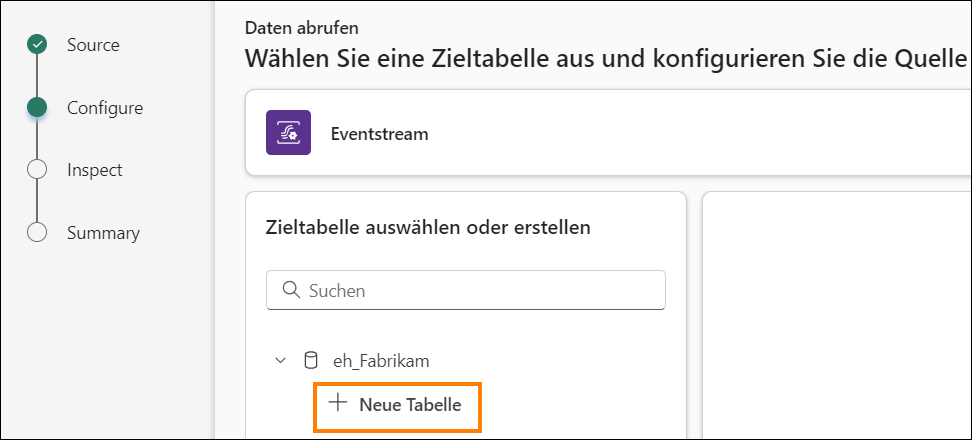 Source
Configure
Inspect
Summary
Daten abrufen
Wählen Sie eine Zieltabelle aus und konfigurieren Sie die Quelle
Eventstream
Zieltabelle auswählen oder erstellen
Suchen
eh_Fabrikam
Neue Tabelle